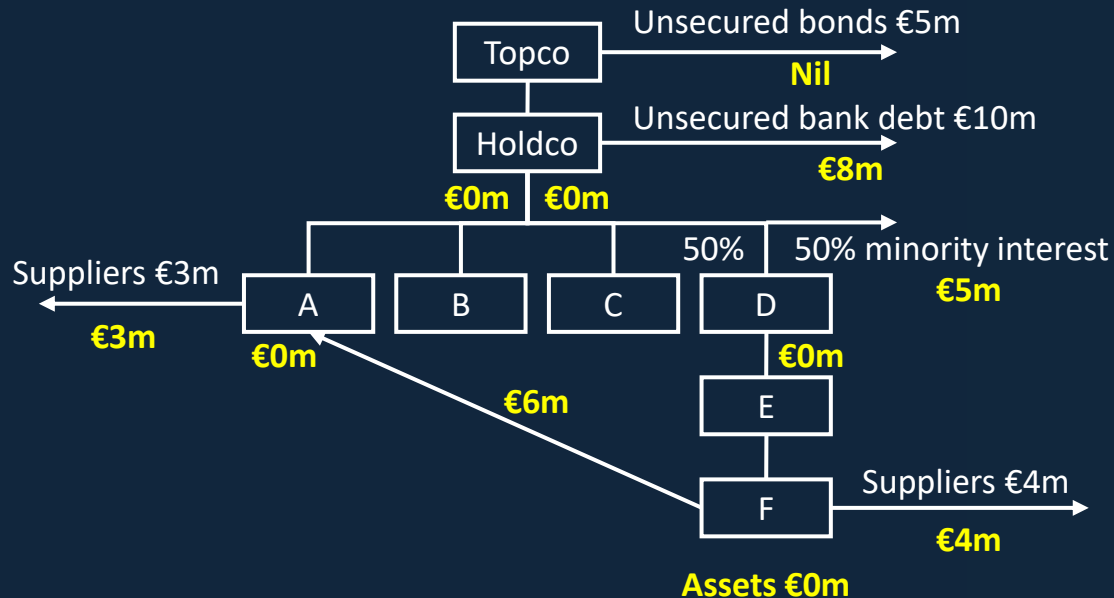 Unsecured bonds €5m
Topco
Nil
Unsecured bank debt €10m
Holdco
€8m
€0m €0m
50% 50% minority interest
€5m
Suppliers €3m
€3m
A B C D
€0m €0m
€6m
E
Suppliers €4m
F
€4m
Assets €0m